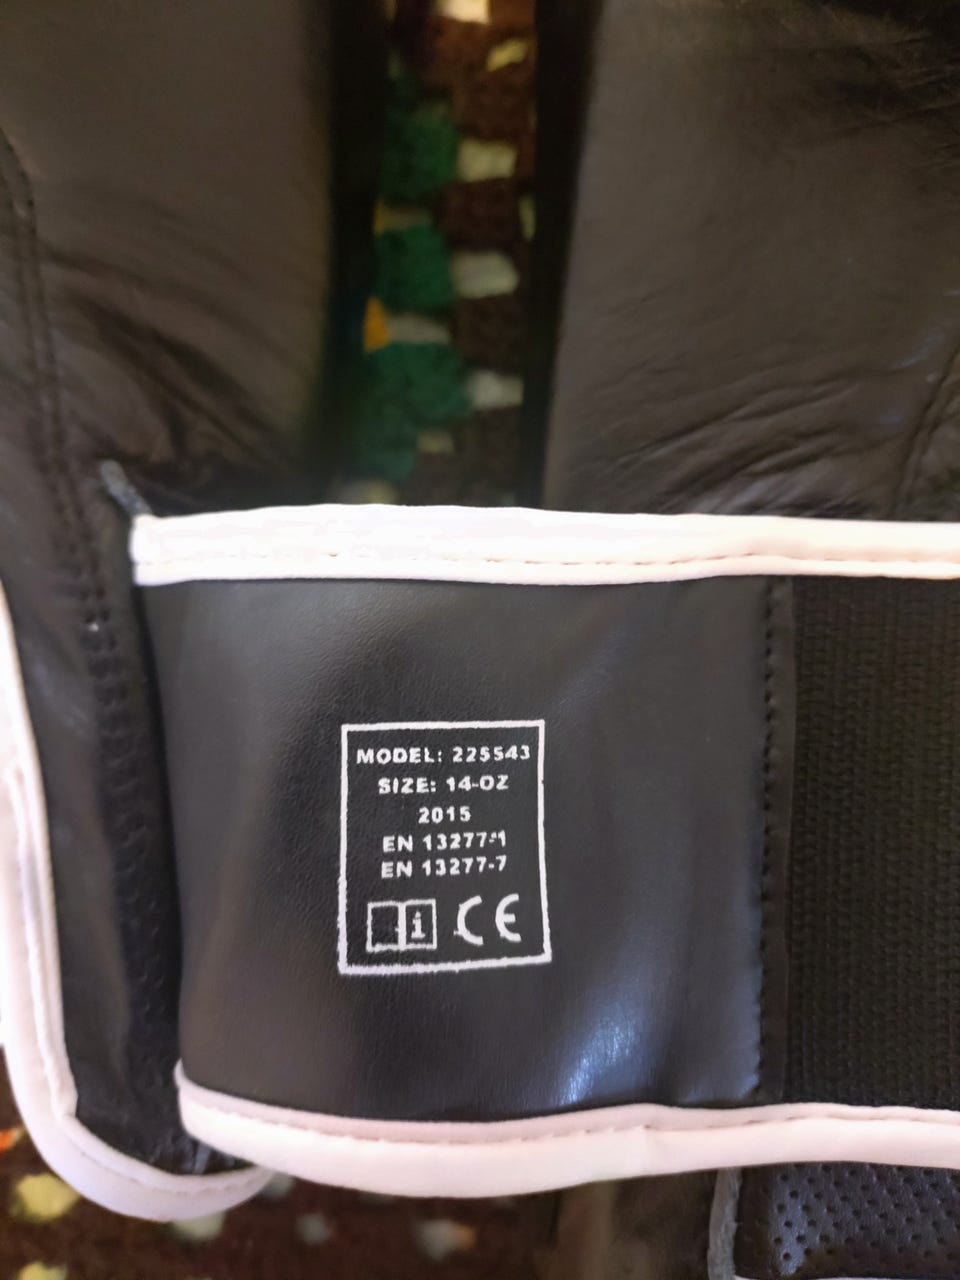 MODEL: 225543
SIZE: 14-OZ
2015
EN 13277-1
EN 13277-7
i CE